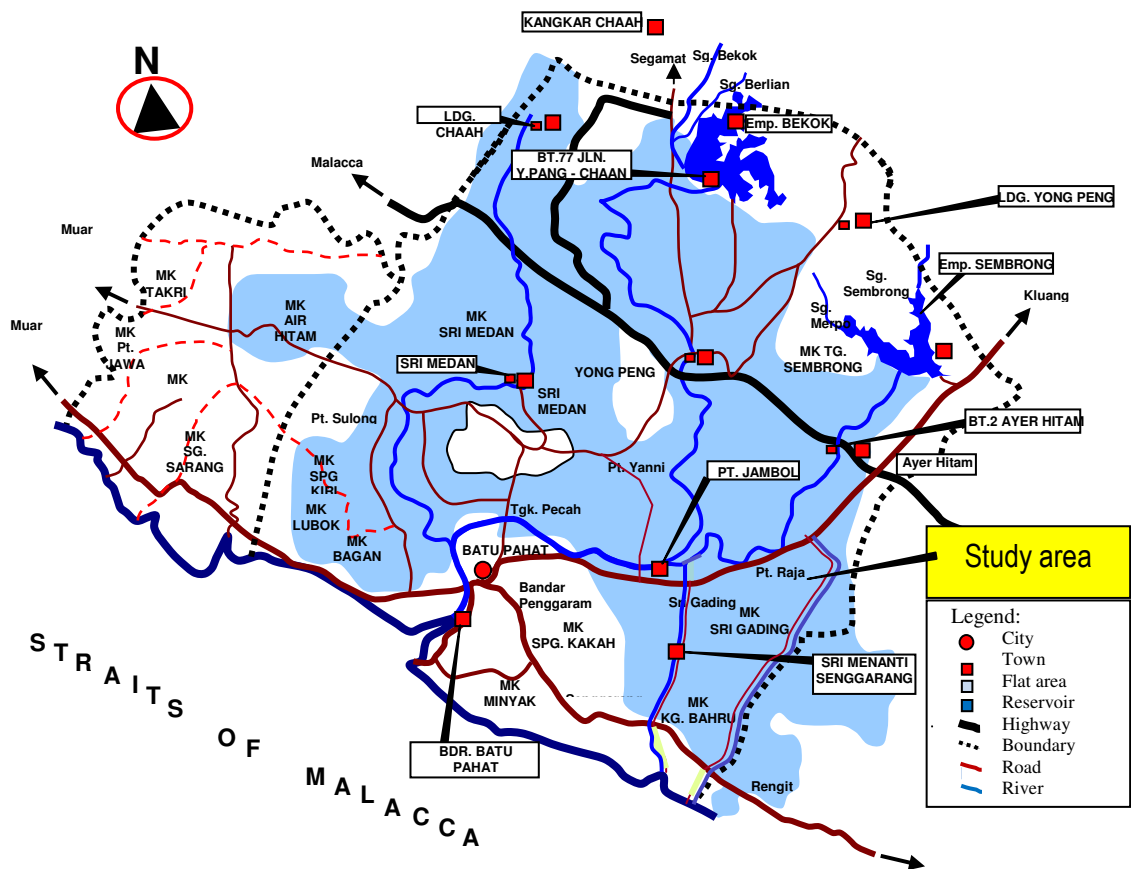 KANGKAR CHAAH
N
Segamat
Sg. Bekok
Sg. Berlian
LDG.
CHAAH
Emp. BEKOK
BT.77 JLN.
Y.PANG - CHAAN
Malacca
LDG. YONG PENG
Muar
Emp. SEMBRONG
Sg.
Sembrong
Kluang
MK
TAKRI
MK
AIR
HITAM
MK
SRI MEDAN
Sg.
Merpo
Muar
MK
Pt.
JAWA
MK TG.
SEMBRONG
SRI MEDAN
YONG PENG
MK
SRI
MEDAN
Pt. Sulong
BT.2 AYER HITAM
MK
SG.
SARANG
MK
SPG
KIRI
Pt. Yanni
PT. JAMBOL
Ayer Hitam
MK
LUBOK
Tgk. Pecah
MK
BAGAN
BATU PAHAT
Study area
Pt. Raja
Bandar
Penggaram
Sri Gading
MK
SRI GADING
MK
SPG. KAKAH
SRI MENANTI
SENGGARANG
MK
MINYAK
MK
KG. BAHRU
BDR. BATU
PAHAT
Rengit
STRAITS OF MALACCA
Legend:
City
Town
Flat area
Reservoir
Highway
Boundary
Road
River